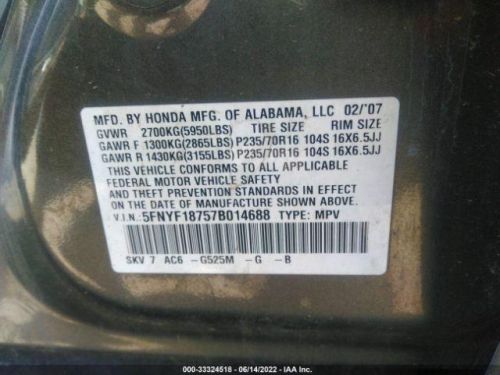 MFD. BY HONDA MFG. OF ALABAMA, LLC 02/'07
GVWR 2700KG(5950LBS) TIRE SIZE RIM SIZE
GAWR F 1300KG(2865LBS) P235/70R16 104S 16X6.5JJ
GAWR R 1430KG(3155LBS) P235/70R16 104S 16X6.5JJ
THIS VEHICLE CONFORMS TO ALL APPLICABLE
FEDERAL MOTOR VEHICLE SAFETY
AND THEFT PREVENTION STANDARDS IN EFFECT
ON THE DATE OF MANUFACTURE SHOWN ABOVE.
V.I.N: 5FNYF18757B014688 TYPE: MPV
SKV 7 AC6 -G525M -G -B
000-33324518 - 06/14/2022 - IAA Inc.